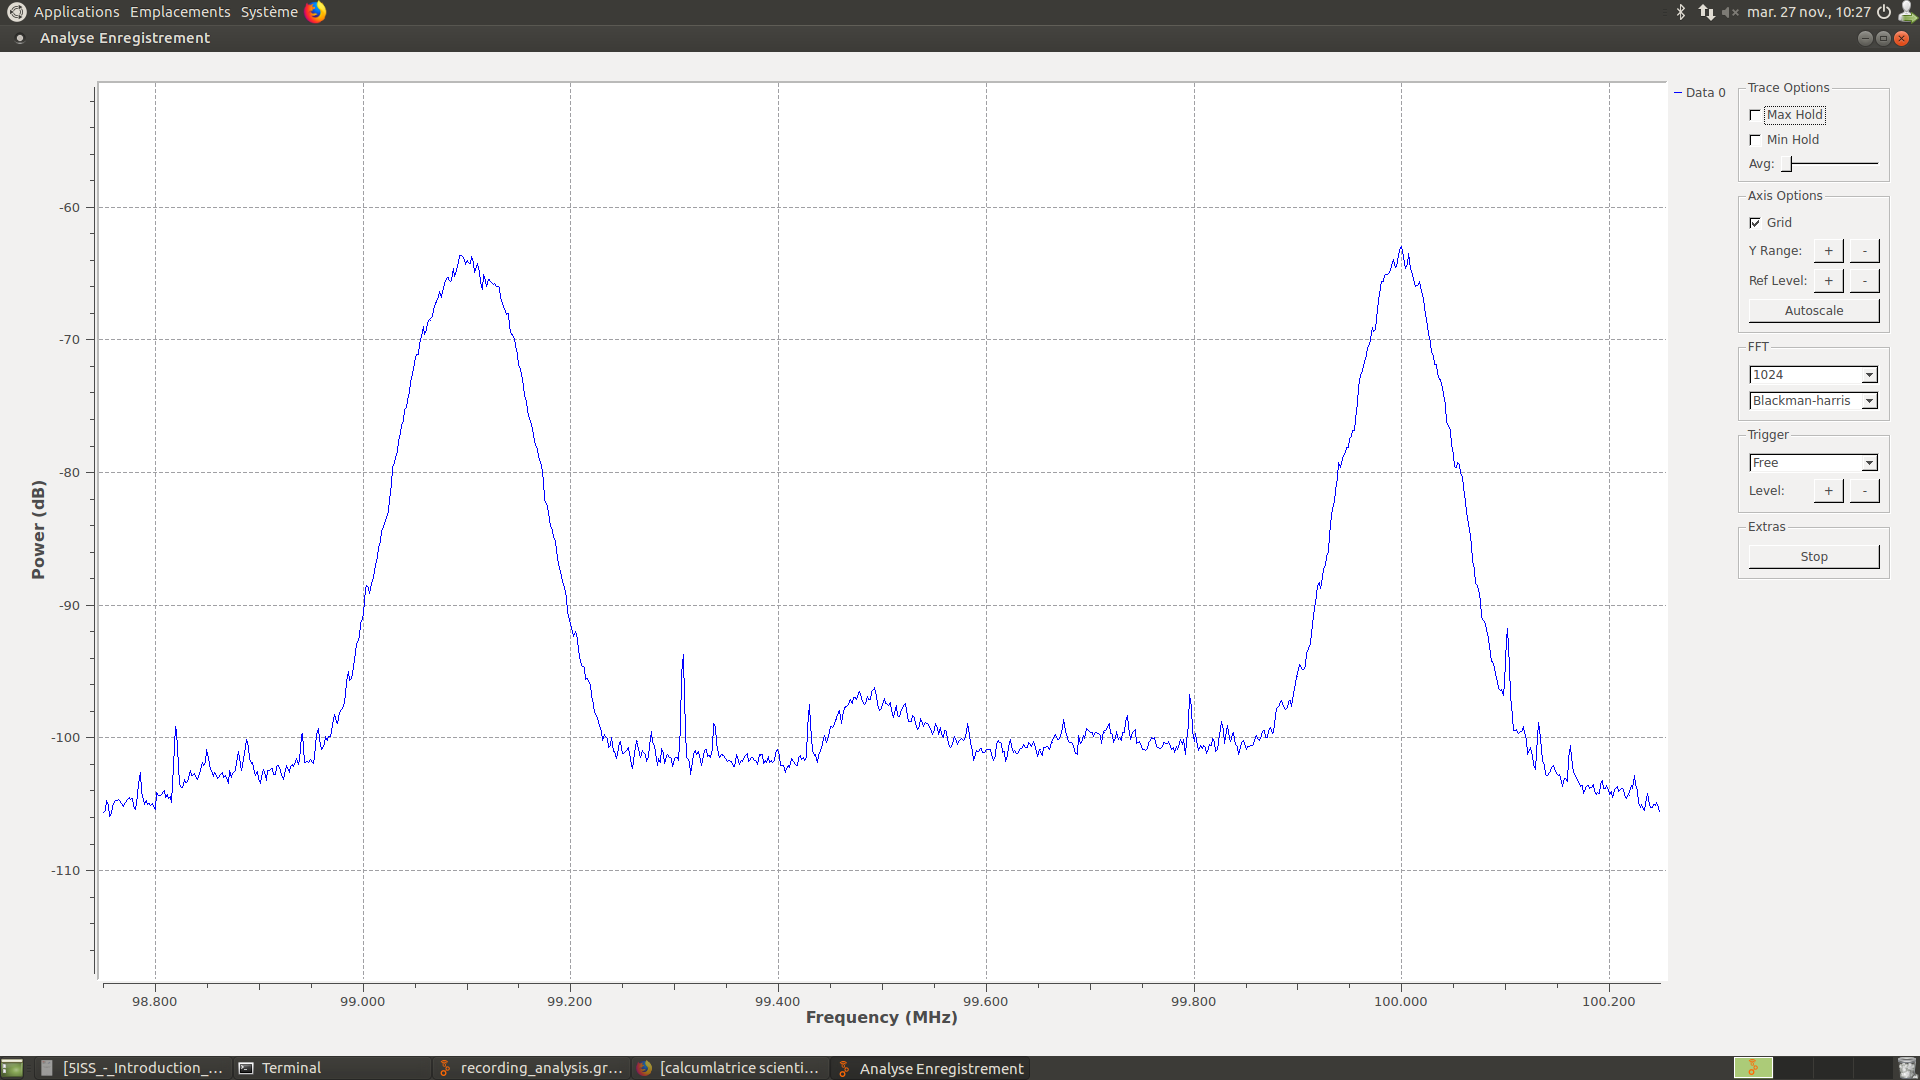 Applications Emplacements Système mar. 27 nov., 10:27
Analyse Enregistrement
Data 0
Trace Options
Max Hold
Min Hold
Avg:
Axis Options
Grid
Y Range: + -
Ref Level: + -
Autoscale
FFT
1024
Blackman-harris
Trigger
Free
Level: + -
Extras
Stop
Power (dB)
-60
-70
-80
-90
-100
-110
98.800 99.000 99.200 99.400 99.600 99.800 100.000 100.200
Frequency (MHz)
[5ISS_-_Introduction_... Terminal recording_analysis.gr... [calcumlatrice scienti... Analyse Enregistrement